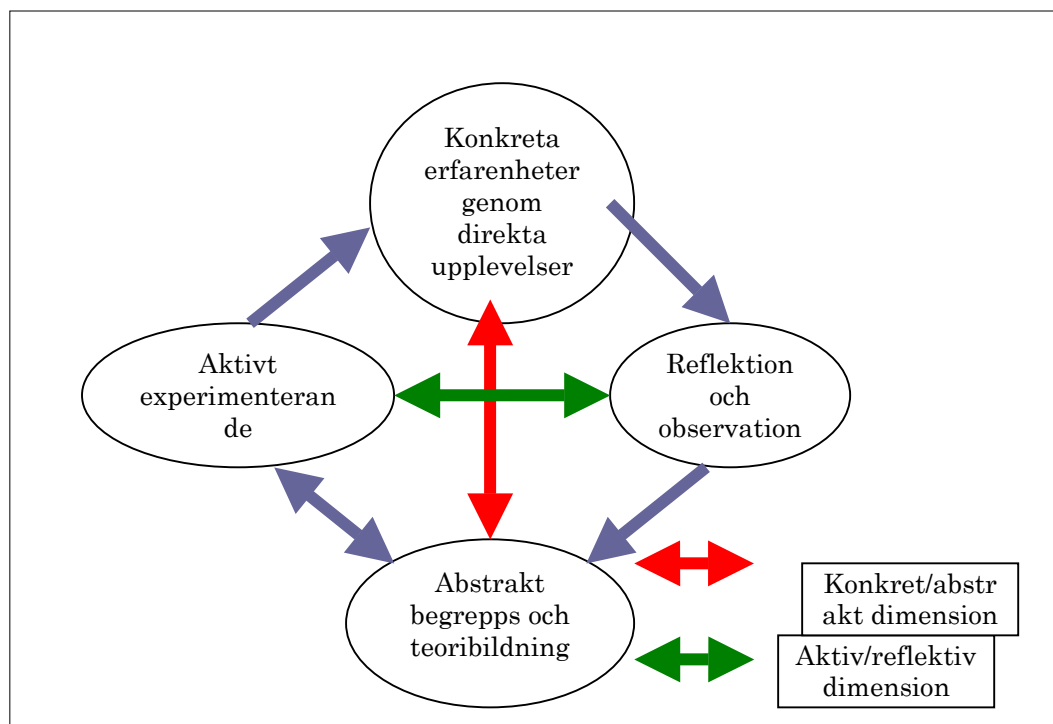 Konkreta
erfarenheter
genom
direkta
upplevelser
Aktivt
experimenteran
de
Reflektion
och
observation
Abstrakt
begrepps och
teoribildning
Konkret/abstr
akt dimension
Aktiv/reflektiv
dimension